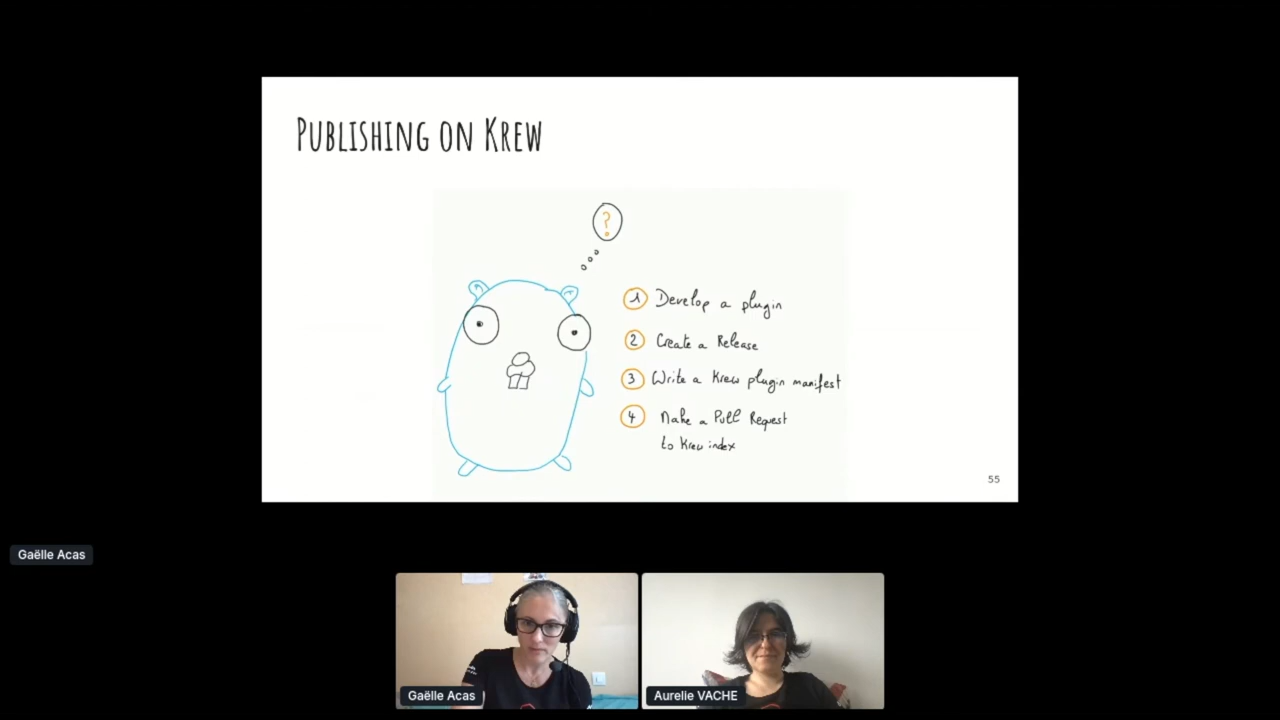 Publishing on Krew
?
1 Develop a plugin
2 Create a Release
3 Write a Krew plugin manifest
4 Make a Pull Request
to Krew index
55
Gaëlle Acas
Gaëlle Acas
Aurelie VACHE